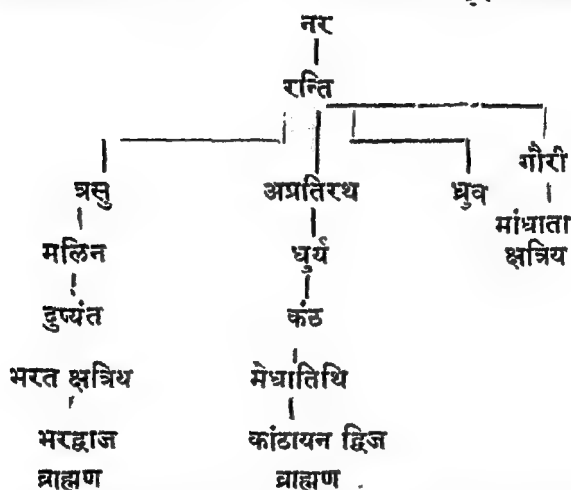 नर
रन्ति
त्रसु अप्रतिरथ ध्रुव गौरी
मलिन धुर्य मांधाता
क्षत्रिय
दुष्यंत कंठ
भरत क्षत्रिय मेधातिथि
भरद्वाज कांठायन द्विज
ब्राह्मण ब्राह्मण